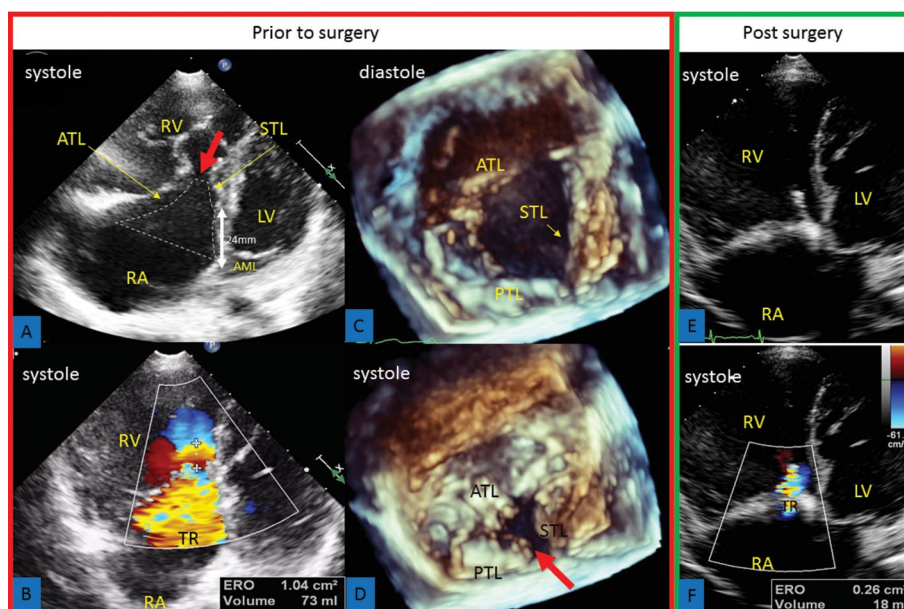 Prior to surgery
Post surgery
systole
P
RV
STL
ATL
24mm
LV
RA
AML
A
diastole
ATL
STL
PTL
C
systole
RV
LV
RA
E
systole
RV
TR
RA
B
ERO 1.04 cm²
Volume 73 ml
systole
ATL
STL
PTL
D
systole
RV
LV
TR
RA
F
-61.
cm/
ERO 0.26 cm²
Volume 18 m